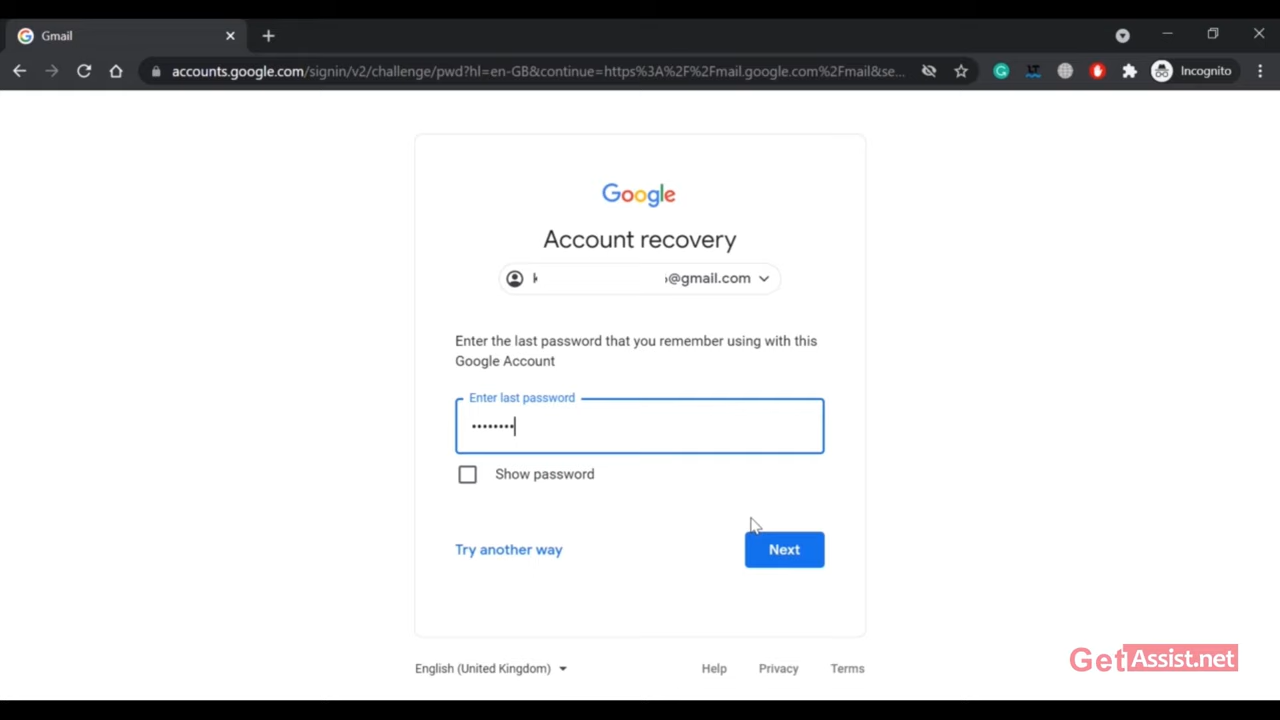 Gmail
accounts.google.com/signin/v2/challenge/pwd?hl=en-GB&continue=https%3A%2F%2Fmail.google.com%2Fmail&se...
Incognito
Google
Account recovery
@gmail.com
Enter the last password that you remember using with this
Google Account
Enter last password
••••••••
Show password
Try another way
Next
English (United Kingdom)
Help
Privacy
Terms
GetAssist.net